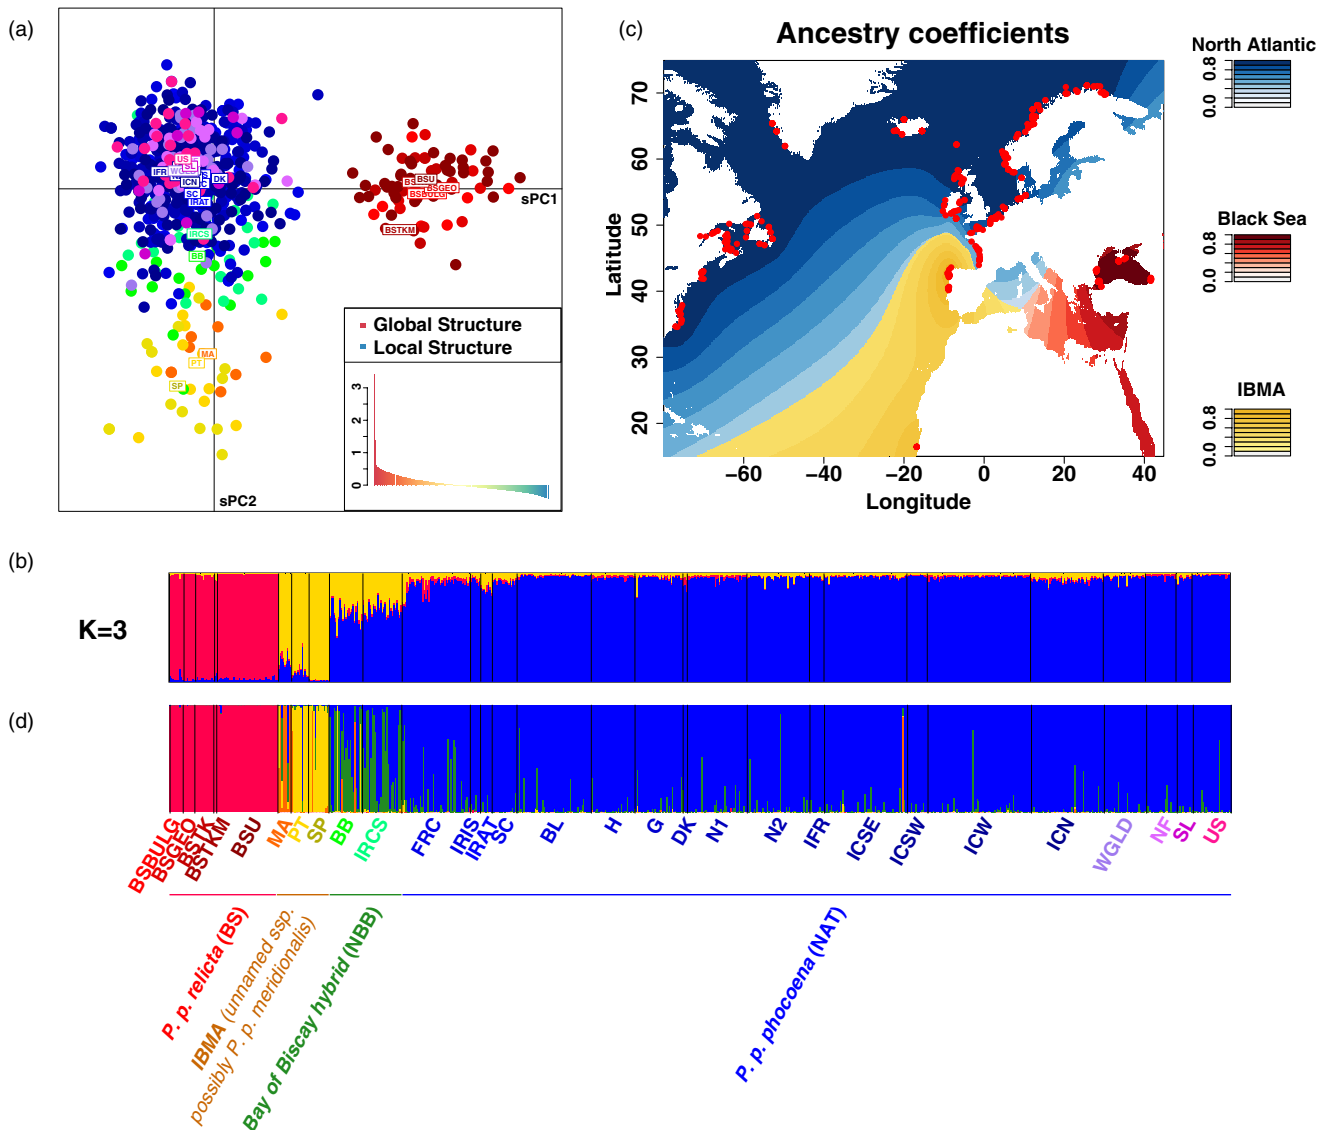 (a)
US
SL
IFR
WGLD
ICN
DK
SC
IRAT
IRCS
BB
MA
PT
SP
BSU
BSGEO
BSBULG
BSTKM
sPC1
sPC2
Global Structure
Local Structure
3
2
1
0
(c)
Ancestry coefficients
70
60
50
40
30
20
Latitude
−60
−40
−20
0
20
40
Longitude
North Atlantic
0.8
0.0
Black Sea
0.8
0.0
IBMA
0.8
0.0
(b)
K=3
(d)
BSBULG
BSGEO
BSTK
BSTKM
BSU
MA
PT
SP
BB
IRCS
FRC
IRIS
IRAT
SC
BL
H
G
DK
N1
N2
IFR
ICSE
ICSW
ICW
ICN
WGLD
NF
SL
US
P. p. relicta (BS)
IBMA (unnamed ssp.
possibly P. p. meridionalis)
Bay of Biscay hybrid (NBB)
P. p. phocoena (NAT)